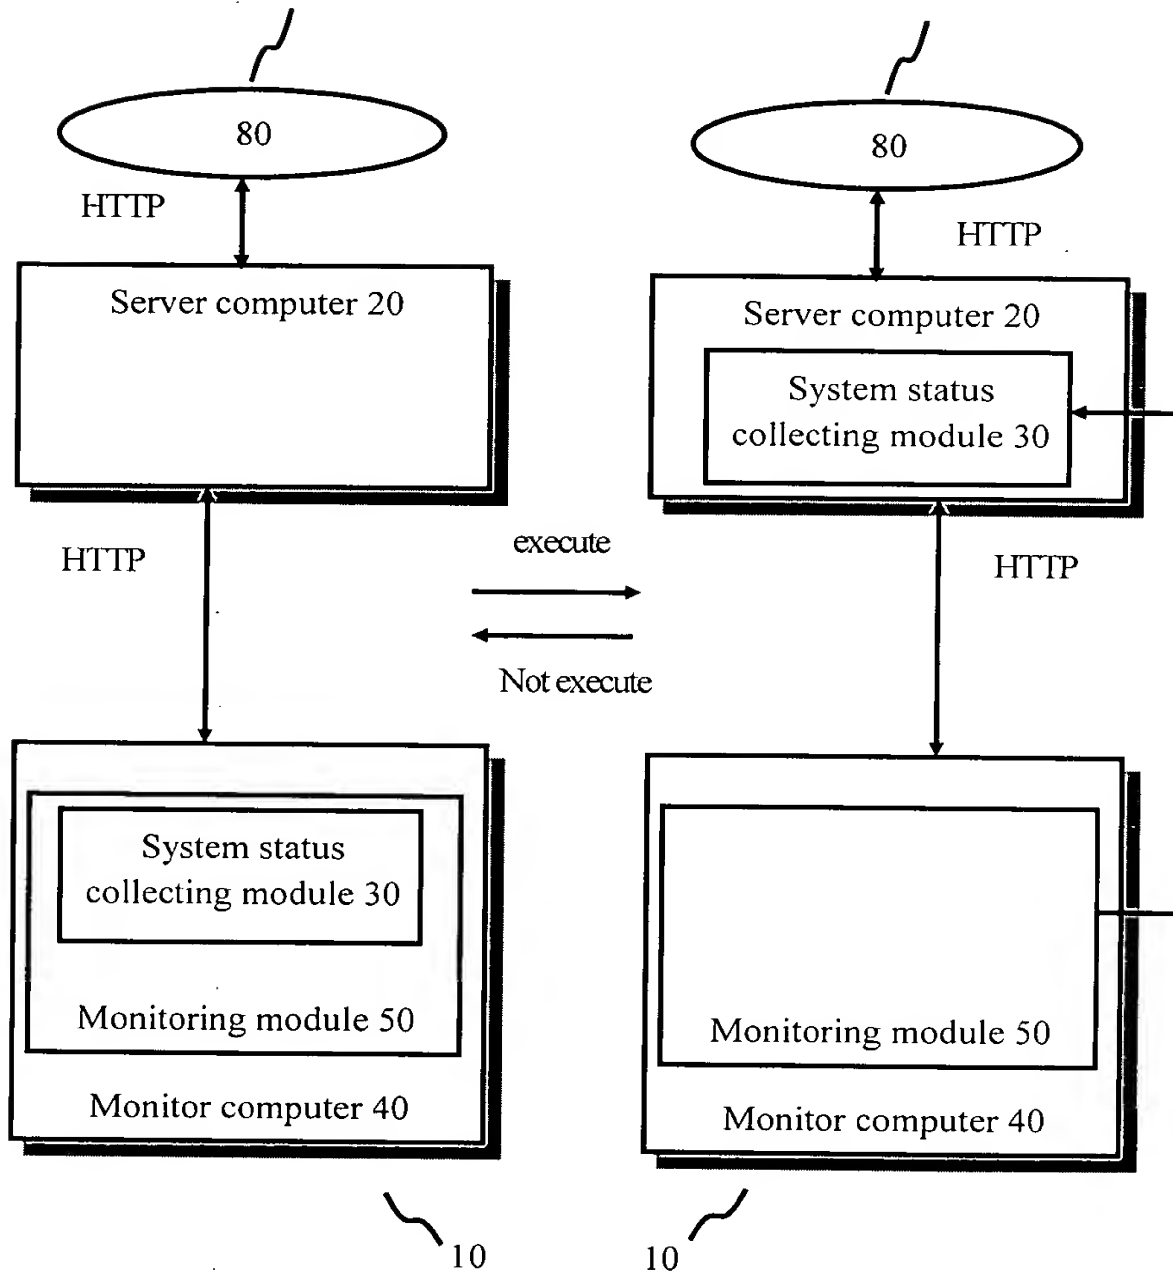 80
HTTP
Server computer 20
HTTP
System status
collecting module 30
Monitoring module 50
Monitor computer 40
10
execute
Not execute
80
HTTP
Server computer 20
System status
collecting module 30
HTTP
Monitoring module 50
Monitor computer 40
10